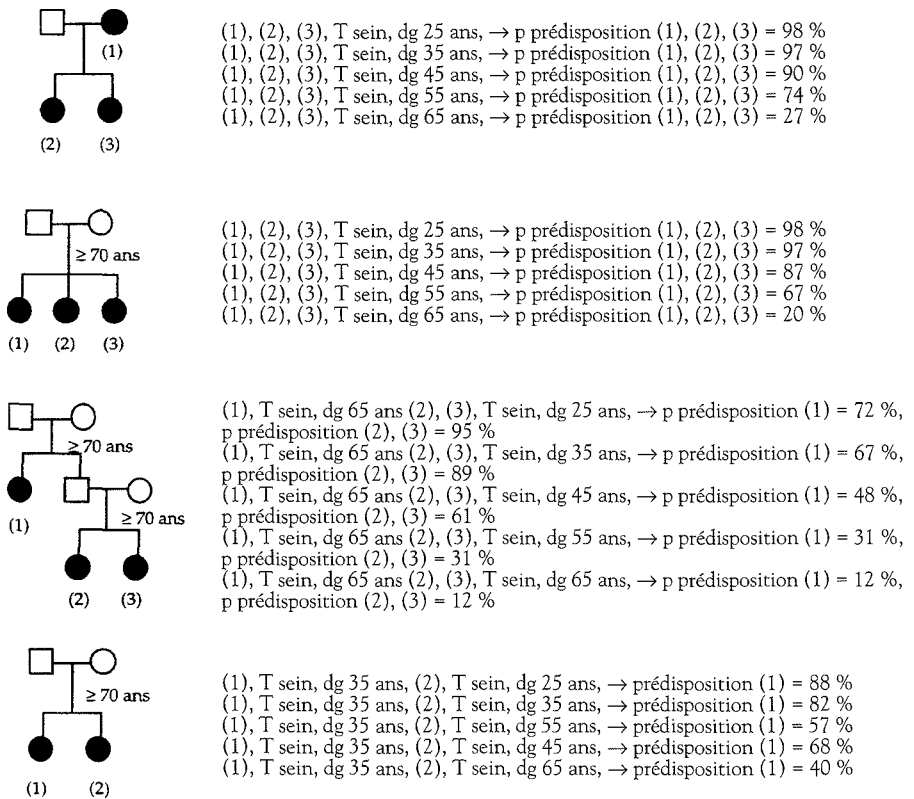 (1)
(2) (3)
(1), (2), (3), T sein, dg 25 ans, → p prédisposition (1), (2), (3) = 98 %
(1), (2), (3), T sein, dg 35 ans, → p prédisposition (1), (2), (3) = 97 %
(1), (2), (3), T sein, dg 45 ans, → p prédisposition (1), (2), (3) = 90 %
(1), (2), (3), T sein, dg 55 ans, → p prédisposition (1), (2), (3) = 74 %
(1), (2), (3), T sein, dg 65 ans, → p prédisposition (1), (2), (3) = 27 %
≥ 70 ans
(1) (2) (3)
(1), (2), (3), T sein, dg 25 ans, → p prédisposition (1), (2), (3) = 98 %
(1), (2), (3), T sein, dg 35 ans, → p prédisposition (1), (2), (3) = 97 %
(1), (2), (3), T sein, dg 45 ans, → p prédisposition (1), (2), (3) = 87 %
(1), (2), (3), T sein, dg 55 ans, → p prédisposition (1), (2), (3) = 67 %
(1), (2), (3), T sein, dg 65 ans, → p prédisposition (1), (2), (3) = 20 %
≥ 70 ans
(1)
≥ 70 ans
(2) (3)
(1), T sein, dg 65 ans (2), (3), T sein, dg 25 ans, → p prédisposition (1) = 72 %,
p prédisposition (2), (3) = 95 %
(1), T sein, dg 65 ans (2), (3), T sein, dg 35 ans, → p prédisposition (1) = 67 %,
p prédisposition (2), (3) = 89 %
(1), T sein, dg 65 ans (2), (3), T sein, dg 45 ans, → p prédisposition (1) = 48 %,
p prédisposition (2), (3) = 61 %
(1), T sein, dg 65 ans (2), (3), T sein, dg 55 ans, → p prédisposition (1) = 31 %,
p prédisposition (2), (3) = 31 %
(1), T sein, dg 65 ans (2), (3), T sein, dg 65 ans, → p prédisposition (1) = 12 %,
p prédisposition (2), (3) = 12 %
≥ 70 ans
(1) (2)
(1), T sein, dg 35 ans, (2), T sein, dg 25 ans, → prédisposition (1) = 88 %
(1), T sein, dg 35 ans, (2), T sein, dg 35 ans, → prédisposition (1) = 82 %
(1), T sein, dg 35 ans, (2), T sein, dg 55 ans, → prédisposition (1) = 57 %
(1), T sein, dg 35 ans, (2), T sein, dg 45 ans, → prédisposition (1) = 68 %
(1), T sein, dg 35 ans, (2), T sein, dg 65 ans, → prédisposition (1) = 40 %